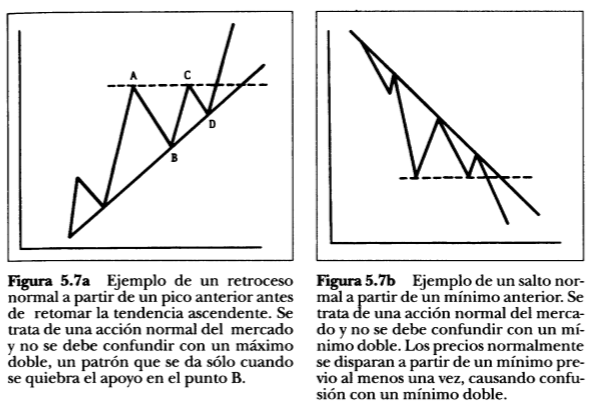 A
C
B
D
Figura 5.7a Ejemplo de un retroceso
normal a partir de un pico anterior antes
de retomar la tendencia ascendente. Se
trata de una acción normal del mercado
y no se debe confundir con un máximo
doble, un patrón que se da sólo cuando
se quiebra el apoyo en el punto B.
Figura 5.7b Ejemplo de un salto nor-
mal a partir de un mínimo anterior. Se
trata de una acción normal del merca-
do y no se debe confundir con un mí-
nimo doble. Los precios normalmente
se disparan a partir de un mínimo pre-
vio al menos una vez, causando confu-
sión con un mínimo doble.